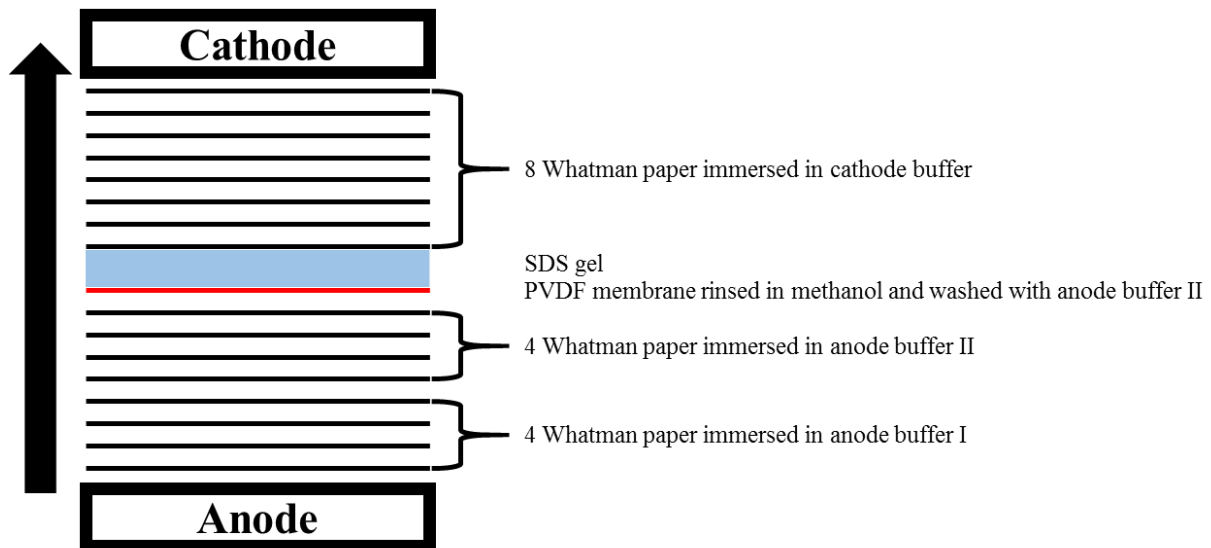 Cathode
8 Whatman paper immersed in cathode buffer
SDS gel
PVDF membrane rinsed in methanol and washed with anode buffer II
4 Whatman paper immersed in anode buffer II
4 Whatman paper immersed in anode buffer I
Anode